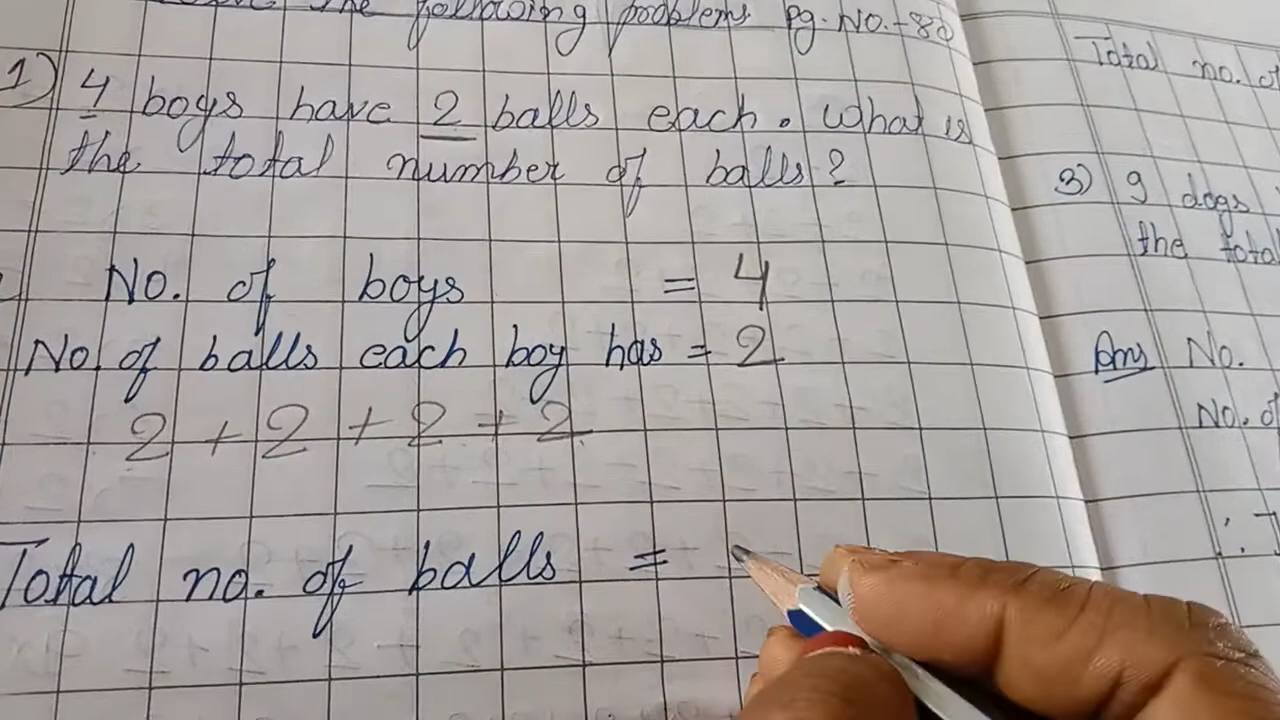 the following problems Pg. No. - 80
1) 4 boys have 2 balls each. What is
the total number of balls?
No. of boys = 4
No. of balls each boy has = 2
2 + 2 + 2 + 2
Total no. of balls =
Total no. of
3) 9 dogs
the total
Ans No.
No. of